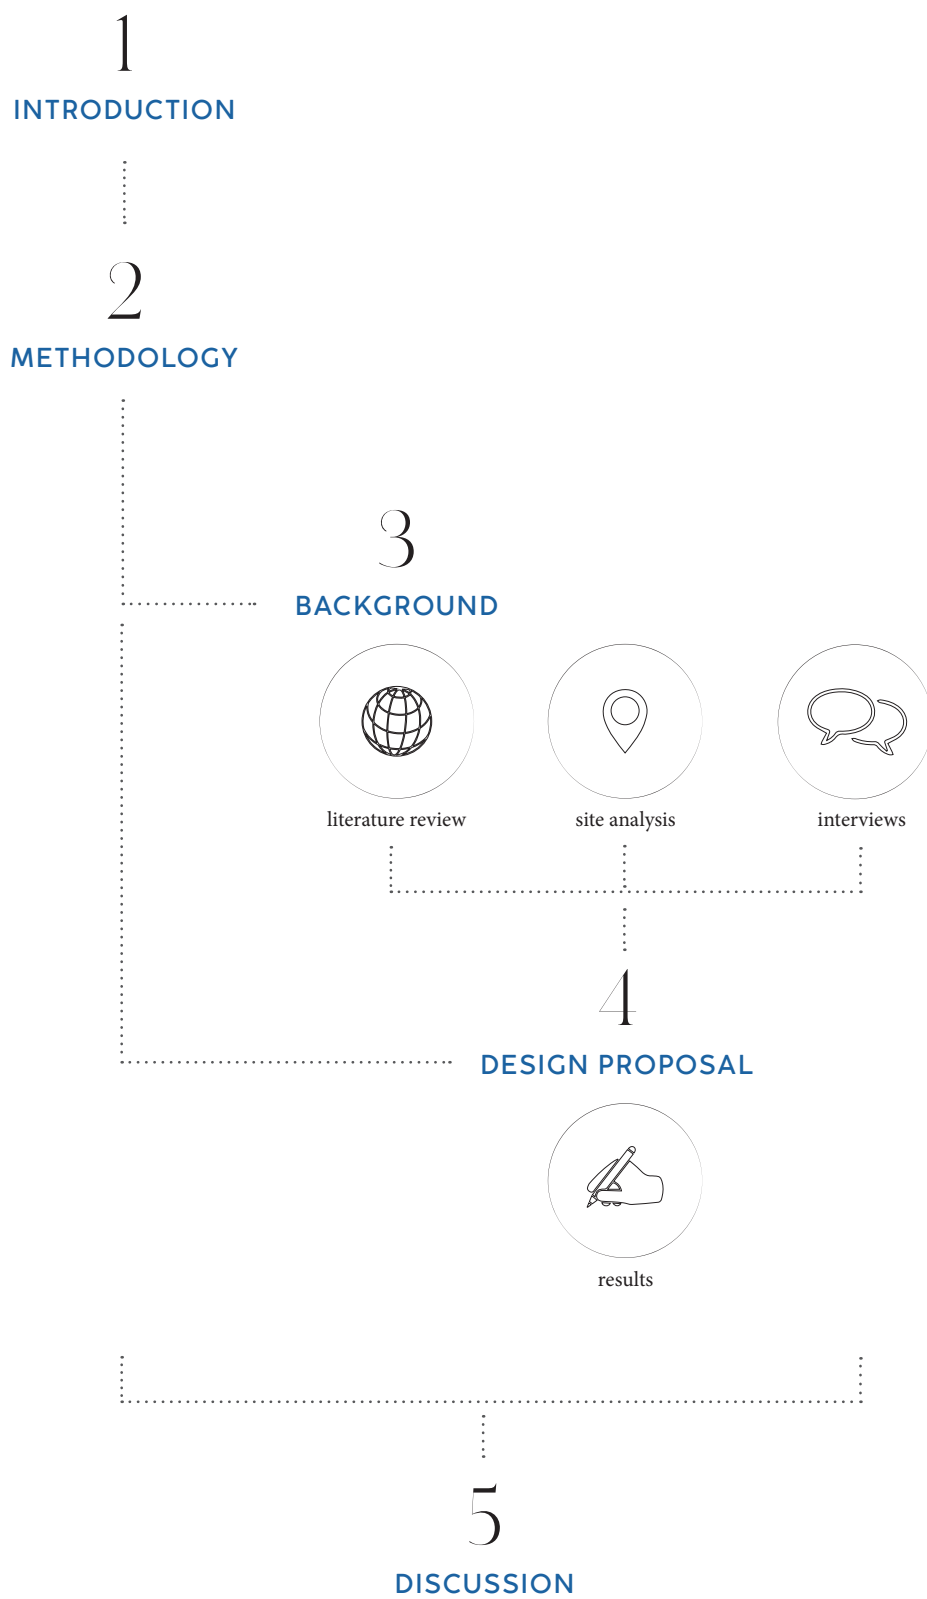 1
INTRODUCTION
2
METHODOLOGY
3
BACKGROUND
literature review
site analysis
interviews
4
DESIGN PROPOSAL
results
5
DISCUSSION